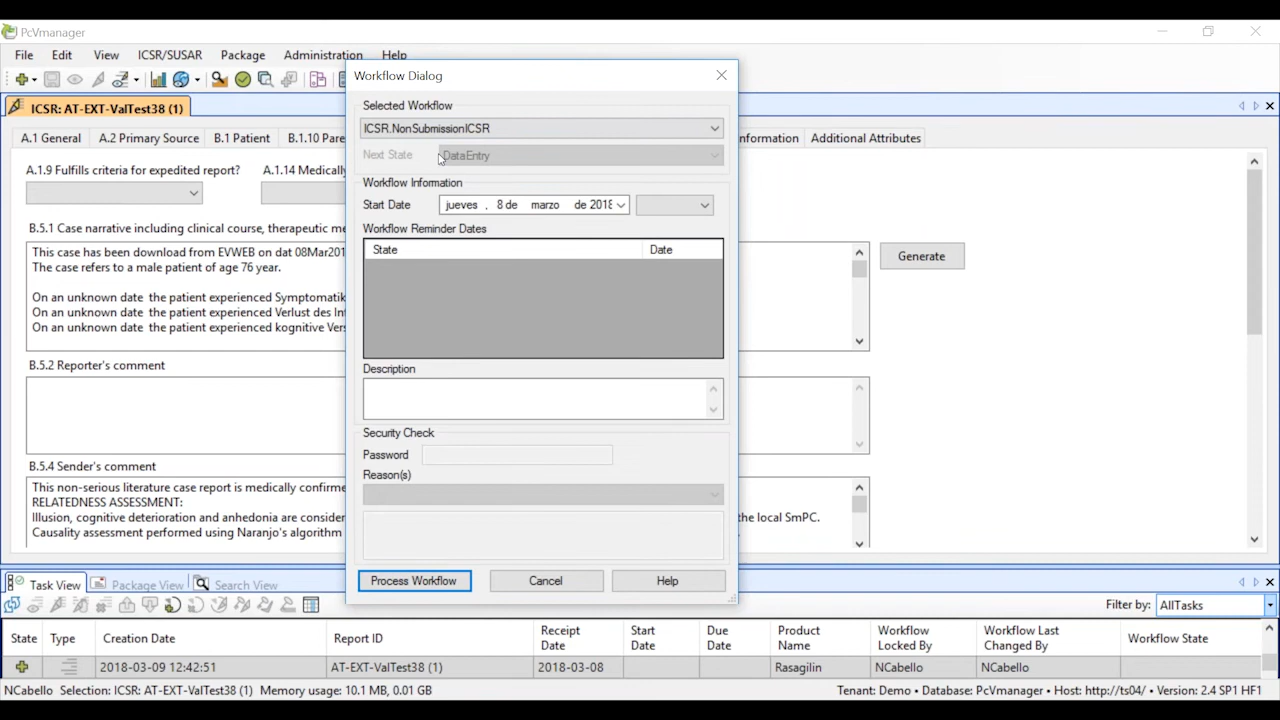 PcVmanager
File Edit View ICSR/SUSAR Package Administration Help
ICSR: AT-EXT-ValTest38 (1)
A.1 General A.2 Primary Source B.1 Patient B.1.10 Pare
nformation Additional Attributes
A.1.9 Fulfills criteria for expedited report? A.1.14 Medically
B.5.1 Case narrative including clinical course, therapeutic me
This case has been download from EVWEB on dat 08Mar201
The case refers to a male patient of age 76 year.
On an unknown date the patient experienced Symptomatik
On an unknown date the patient experienced Verlust des In
On an unknown date the patient experienced kognitive Vers
Generate
B.5.2 Reporter's comment
B.5.4 Sender's comment
This non-serious literature case report is medically confirme
RELATEDNESS ASSESSMENT:
Illusion, cognitive deterioration and anhedonia are consider
the local SmPC.
Causality assessment performed using Naranjo's algorithm
Workflow Dialog
Selected Workflow
ICSR.NonSubmissionICSR
Next State DataEntry
Workflow Information
Start Date jueves , 8 de marzo de 2018
Workflow Reminder Dates
State Date
Description
Security Check
Password
Reason(s)
Process Workflow Cancel Help
Task View Package View Search View
Filter by: AllTasks
State Type Creation Date Report ID Receipt Date Start Date Due Date Product Name Workflow Locked By Workflow Last Changed By Workflow State
2018-03-09 12:42:51 AT-EXT-ValTest38 (1) 2018-03-08 Rasagilin NCabello NCabello
NCabello Selection: ICSR: AT-EXT-ValTest38 (1) Memory usage: 10.1 MB, 0.01 GB
Tenant: Demo • Database: PcVmanager • Host: http://ts04/ • Version: 2.4 SP1 HF1